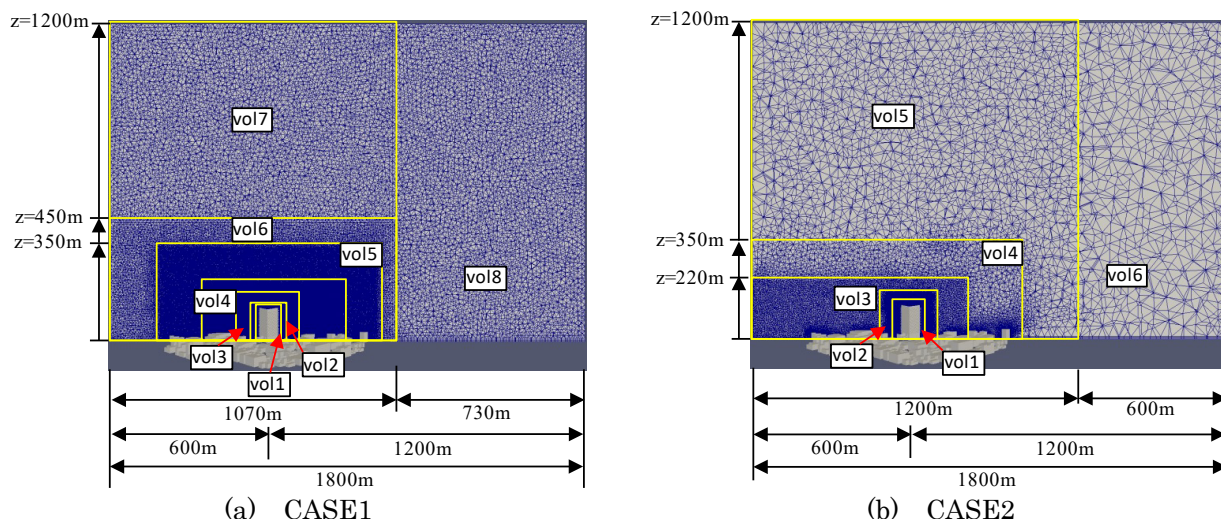 z=1200m
vol7
z=450m
vol6
z=350m
vol5
vol8
vol4
vol3
vol2
vol1
1070m
730m
600m
1200m
1800m
(a) CASE1
z=1200m
vol5
z=350m
vol4
z=220m
vol6
vol3
vol2
vol1
1200m
600m
600m
1200m
1800m
(b) CASE2